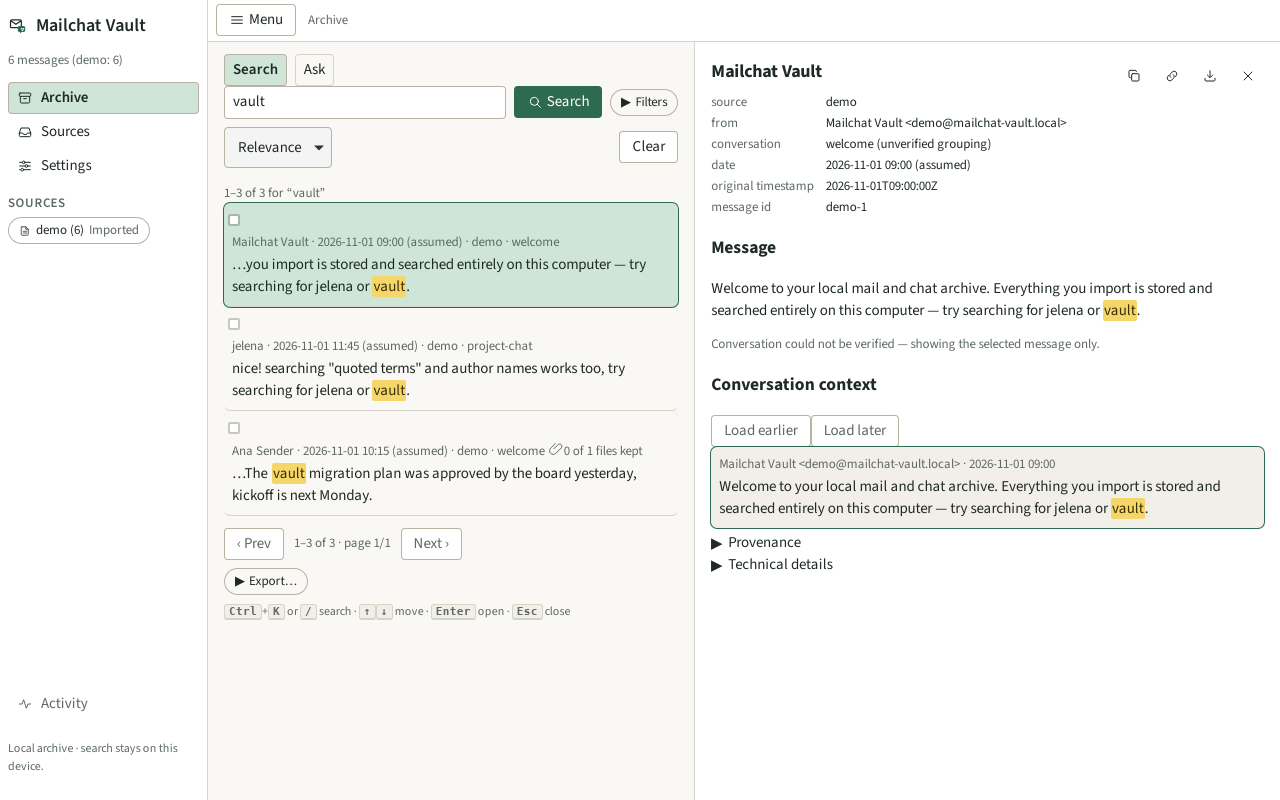 Mailchat Vault
6 messages (demo: 6)
Archive
Sources
Settings
SOURCES
demo (6) Imported
Activity
Local archive · search stays on this
device.
Menu
Archive
Search
Ask
vault
Search
▶ Filters
Relevance
Clear
1–3 of 3 for “vault”
Mailchat Vault · 2026-11-01 09:00 (assumed) · demo · welcome
…you import is stored and searched entirely on this computer — try
searching for jelena or vault.
jelena · 2026-11-01 11:45 (assumed) · demo · project-chat
nice! searching "quoted terms" and author names works too, try
searching for jelena or vault.
Ana Sender · 2026-11-01 10:15 (assumed) · demo · welcome 0 of 1 files kept
…The vault migration plan was approved by the board yesterday,
kickoff is next Monday.
‹ Prev
1–3 of 3 · page 1/1
Next ›
▶ Export…
Ctrl+K or / search · ↑ ↓ move · Enter open · Esc close
Mailchat Vault
source demo
from Mailchat Vault <demo@mailchat-vault.local>
conversation welcome (unverified grouping)
date 2026-11-01 09:00 (assumed)
original timestamp 2026-11-01T09:00:00Z
message id demo-1
Message
Welcome to your local mail and chat archive. Everything you import is stored and
searched entirely on this computer — try searching for jelena or vault.
Conversation could not be verified — showing the selected message only.
Conversation context
Load earlier
Load later
Mailchat Vault <demo@mailchat-vault.local> · 2026-11-01 09:00
Welcome to your local mail and chat archive. Everything you import is stored and
searched entirely on this computer — try searching for jelena or vault.
▶ Provenance
▶ Technical details